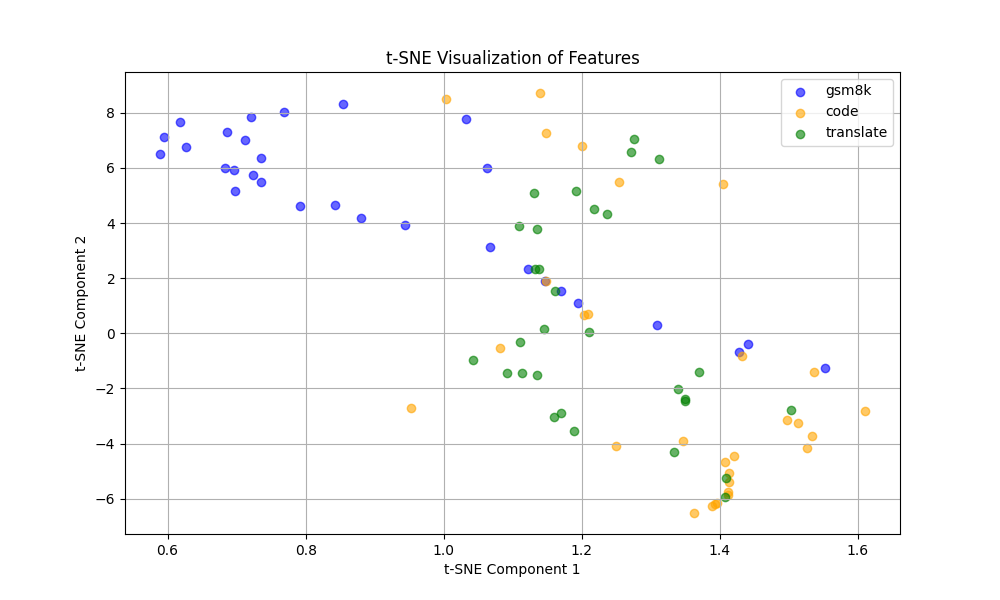 t-SNE Visualization of Features
gsm8k
code
translate
t-SNE Component 2
8
6
4
2
0
−2
−4
−6
0.6 0.8 1.0 1.2 1.4 1.6
t-SNE Component 1